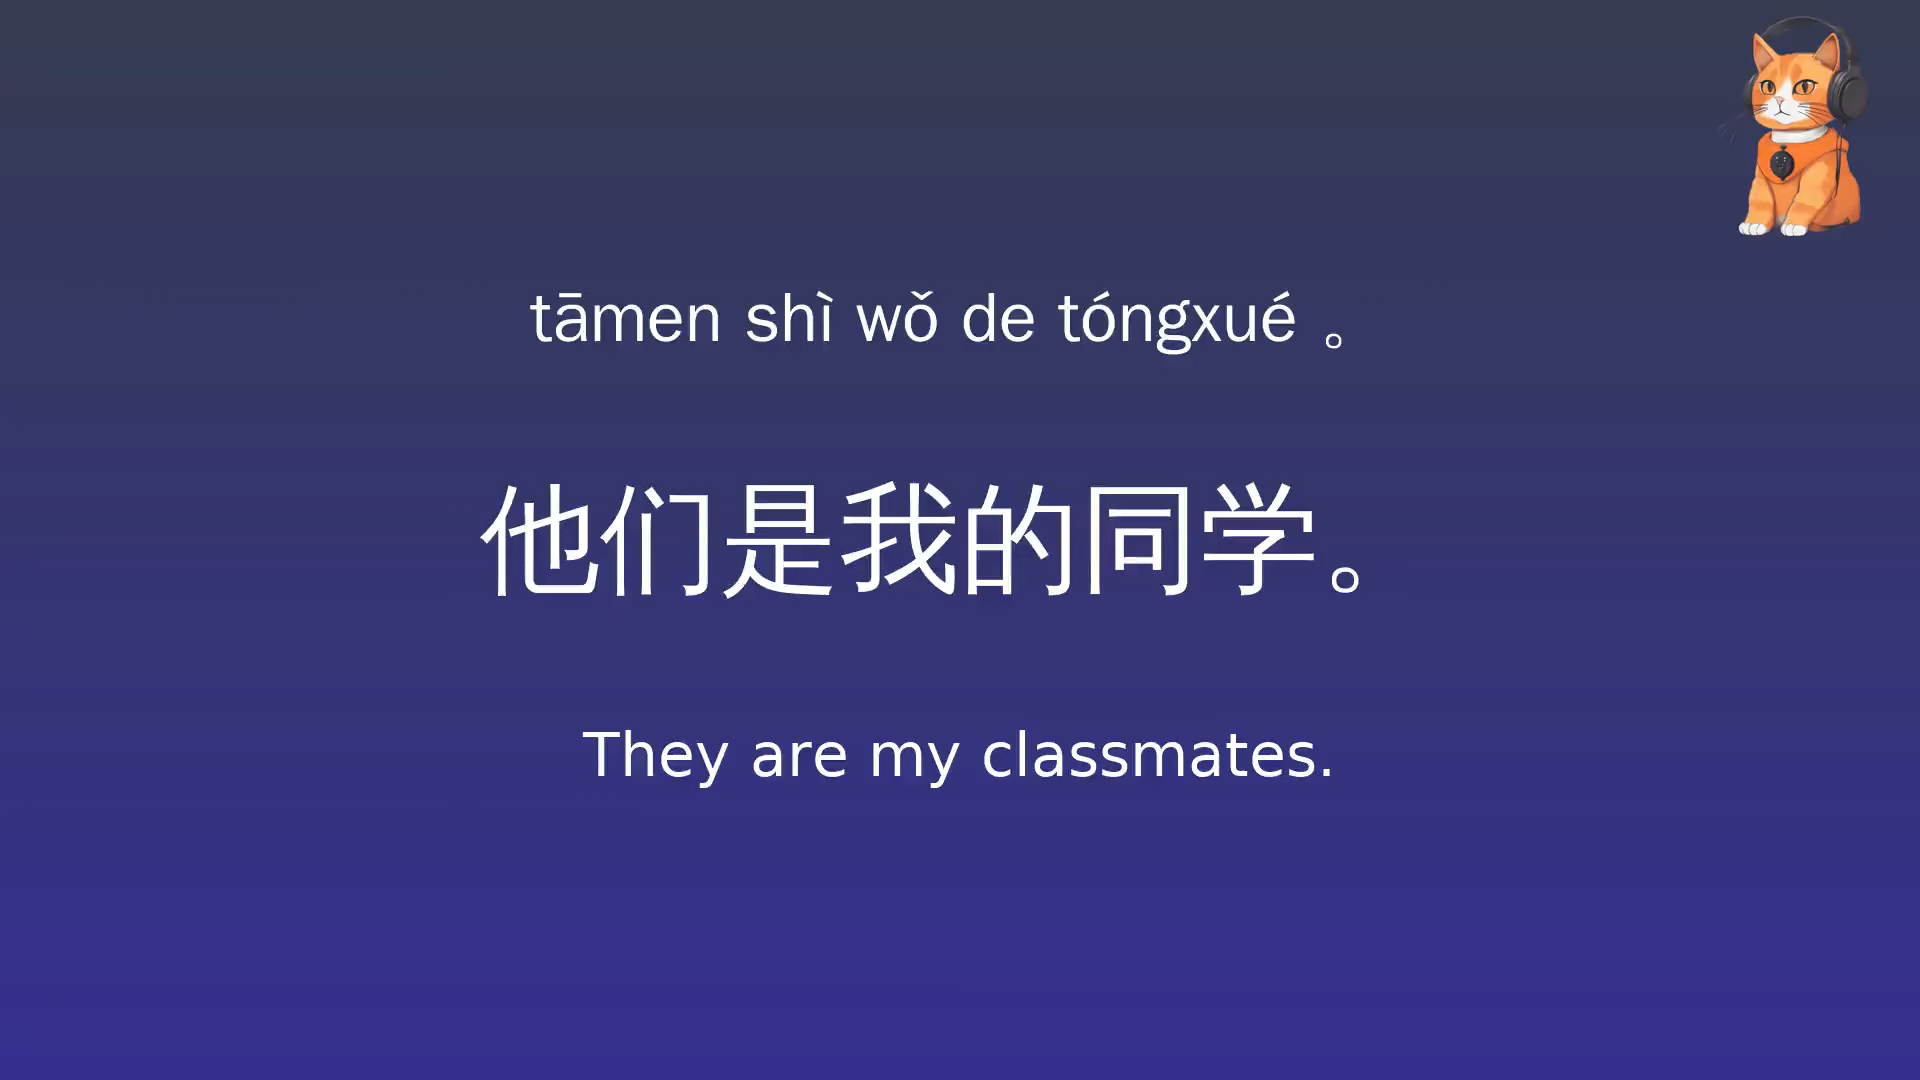 tāmen shì wǒ de tóngxué 。
他们是我的同学。
They are my classmates.